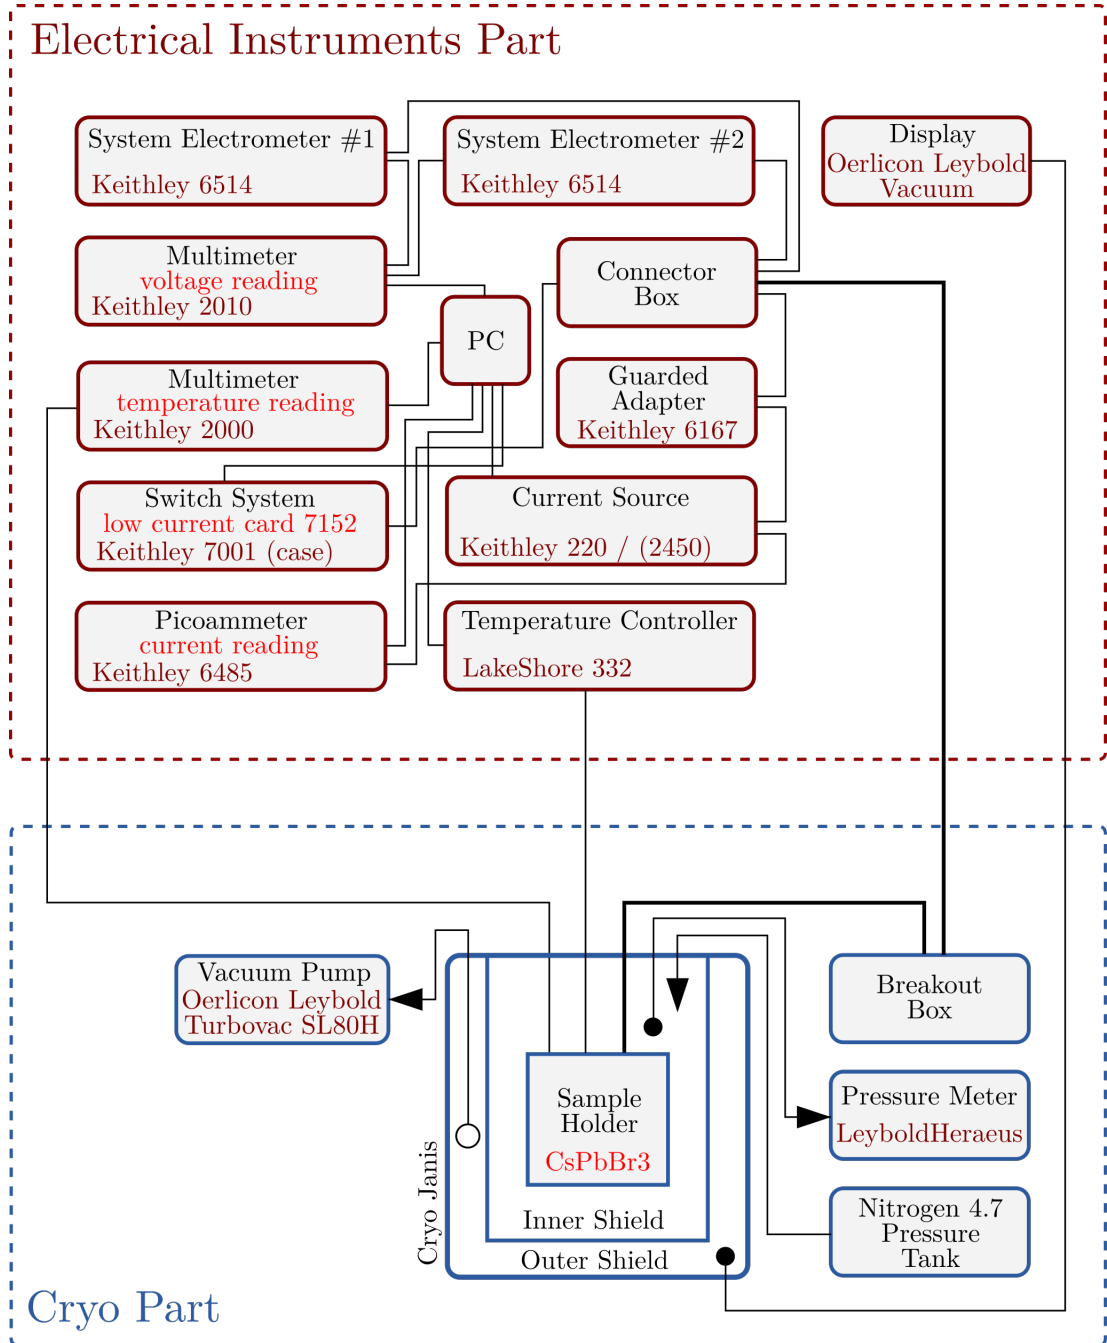 Electrical Instruments Part
System Electrometer #1
Keithley 6514
System Electrometer #2
Keithley 6514
Display
Oerlicon Leybold
Vacuum
Multimeter
voltage reading
Keithley 2010
Connector
Box
PC
Multimeter
temperature reading
Keithley 2000
Guarded
Adapter
Keithley 6167
Switch System
low current card 7152
Keithley 7001 (case)
Current Source
Keithley 220 / (2450)
Picoammeter
current reading
Keithley 6485
Temperature Controller
LakeShore 332
Vacuum Pump
Oerlicon Leybold
Turbovac SL80H
Breakout
Box
Sample
Holder
CsPbBr3
Pressure Meter
LeyboldHeraeus
Cryo Janis
Inner Shield
Outer Shield
Nitrogen 4.7
Pressure
Tank
Cryo Part